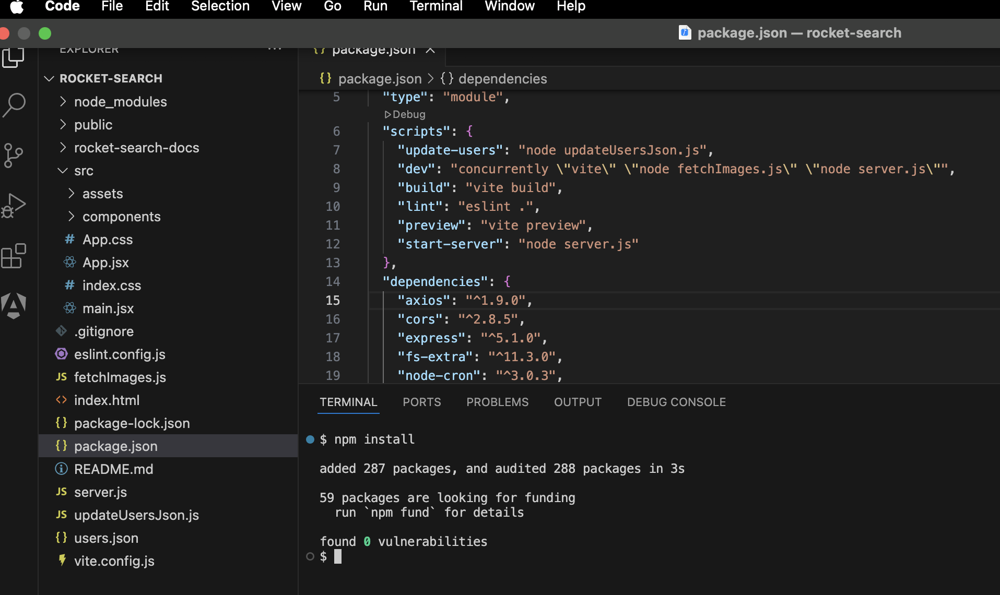 Code File Edit Selection View Go Run Terminal Window Help
package.json — rocket-search
EXPLORER
ROCKET-SEARCH
node_modules
public
rocket-search-docs
src
assets
components
# App.css
App.jsx
# index.css
main.jsx
.gitignore
eslint.config.js
JS fetchImages.js
<> index.html
{} package-lock.json
{} package.json
README.md
JS server.js
JS updateUsersJson.js
{} users.json
vite.config.js
{} package.json ×
{} package.json > {} dependencies
5 "type": "module",
Debug
6 "scripts": {
7 "update-users": "node updateUsersJson.js",
8 "dev": "concurrently \"vite\" \"node fetchImages.js\" \"node server.js\"",
9 "build": "vite build",
10 "lint": "eslint .",
11 "preview": "vite preview",
12 "start-server": "node server.js"
13 },
14 "dependencies": {
15 "axios": "^1.9.0",
16 "cors": "^2.8.5",
17 "express": "^5.1.0",
18 "fs-extra": "^11.3.0",
19 "node-cron": "^3.0.3",
TERMINAL PORTS PROBLEMS OUTPUT DEBUG CONSOLE
$ npm install
added 287 packages, and audited 288 packages in 3s
59 packages are looking for funding
run `npm fund` for details
found 0 vulnerabilities
$